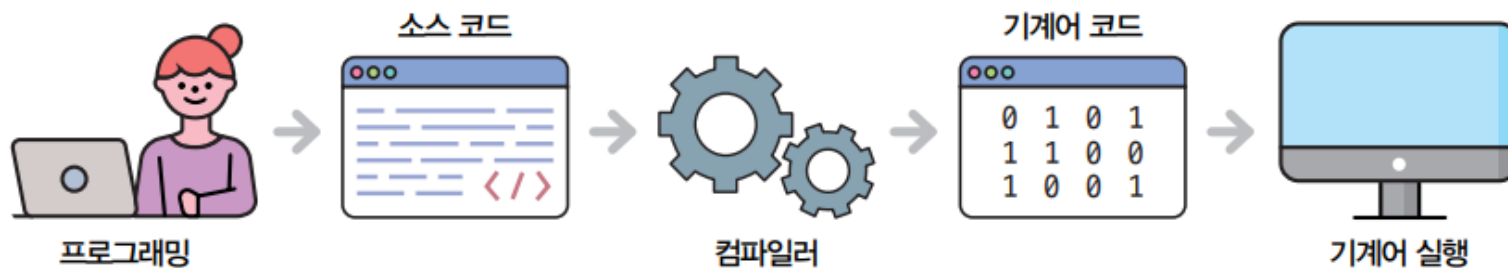 소스 코드
기계어 코드
</>
0 1 0 1
1 1 0 0
1 0 0 1
프로그래밍
컴파일러
기계어 실행